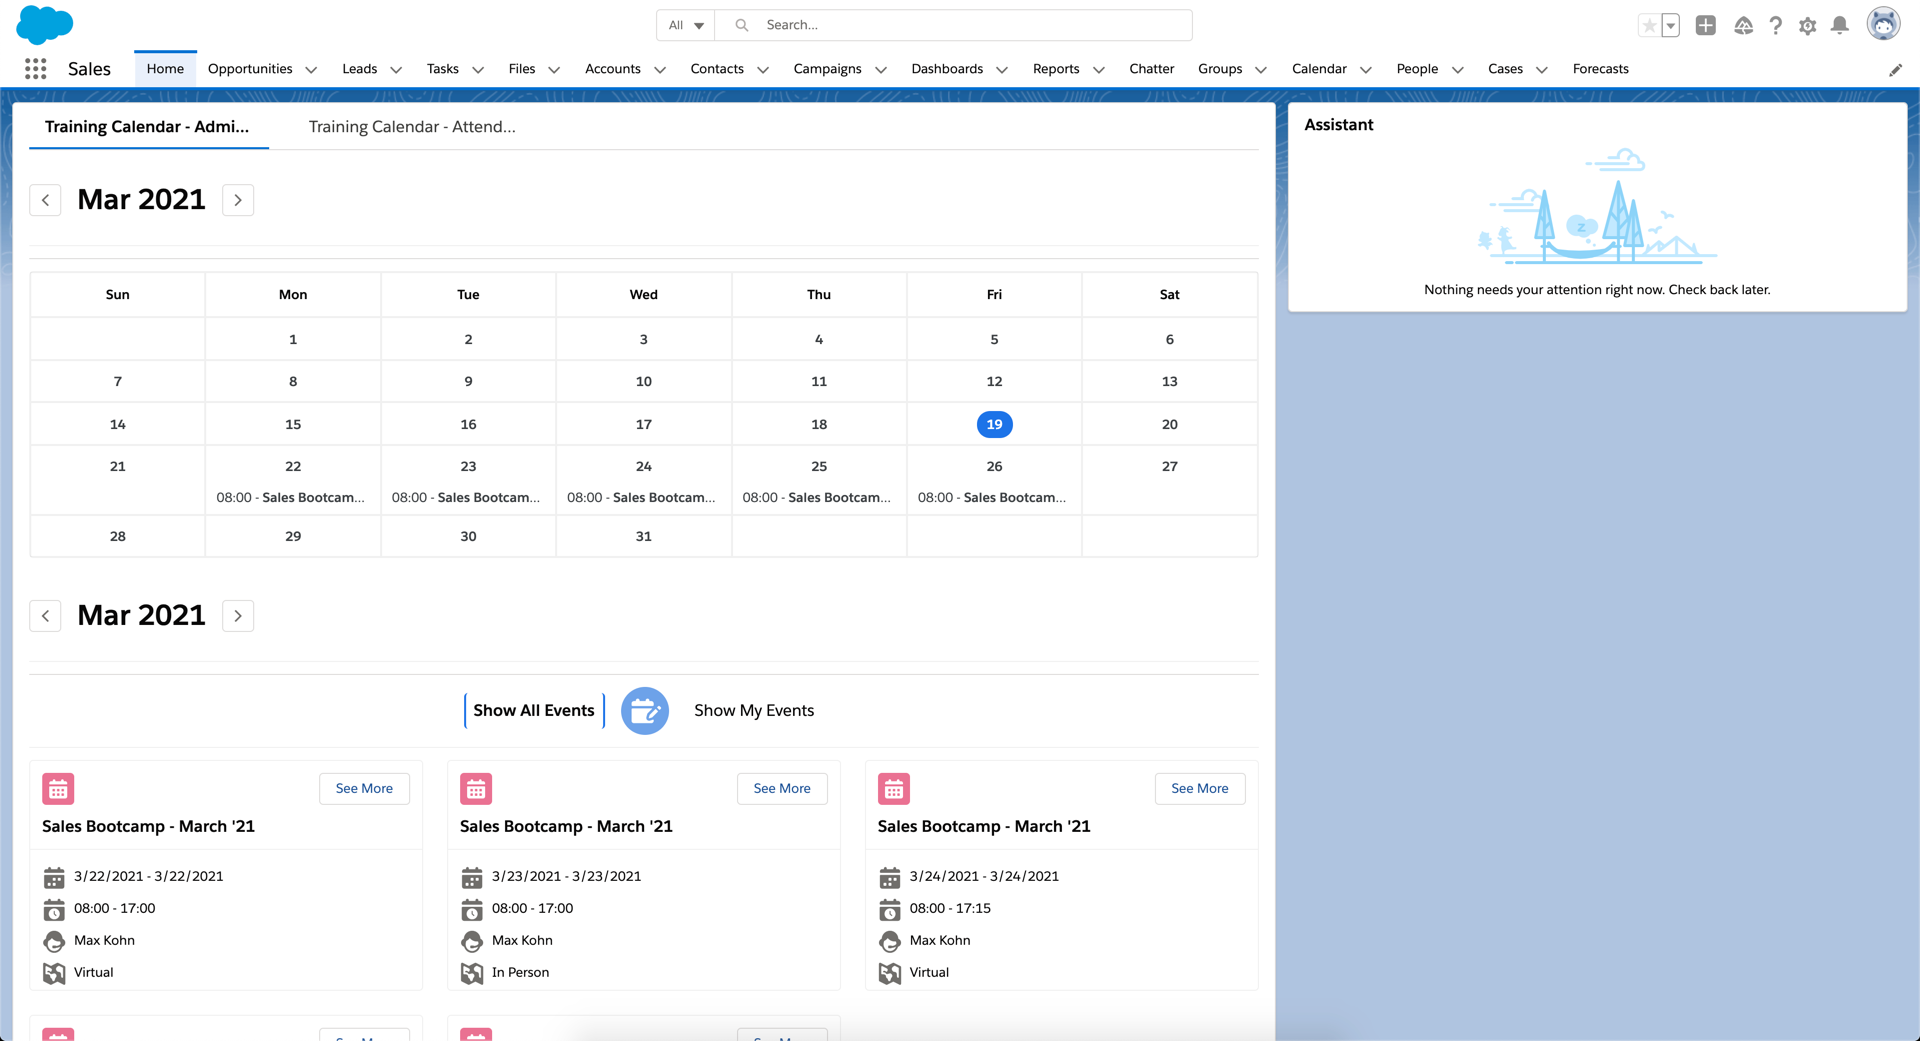 All Search...
Sales Home Opportunities Leads Tasks Files Accounts Contacts Campaigns Dashboards Reports Chatter Groups Calendar People Cases Forecasts
Training Calendar - Admi... Training Calendar - Attend...
Assistant
z
Nothing needs your attention right now. Check back later.
Mar 2021
Sun Mon Tue Wed Thu Fri Sat
1 2 3 4 5 6
7 8 9 10 11 12 13
14 15 16 17 18 19 20
21 22 23 24 25 26 27
08:00 - Sales Bootcam... 08:00 - Sales Bootcam... 08:00 - Sales Bootcam... 08:00 - Sales Bootcam... 08:00 - Sales Bootcam...
28 29 30 31
Mar 2021
Show All Events Show My Events
See More
Sales Bootcamp - March '21
3/22/2021 - 3/22/2021
08:00 - 17:00
Max Kohn
Virtual
See More
Sales Bootcamp - March '21
3/23/2021 - 3/23/2021
08:00 - 17:00
Max Kohn
In Person
See More
Sales Bootcamp - March '21
3/24/2021 - 3/24/2021
08:00 - 17:15
Max Kohn
Virtual